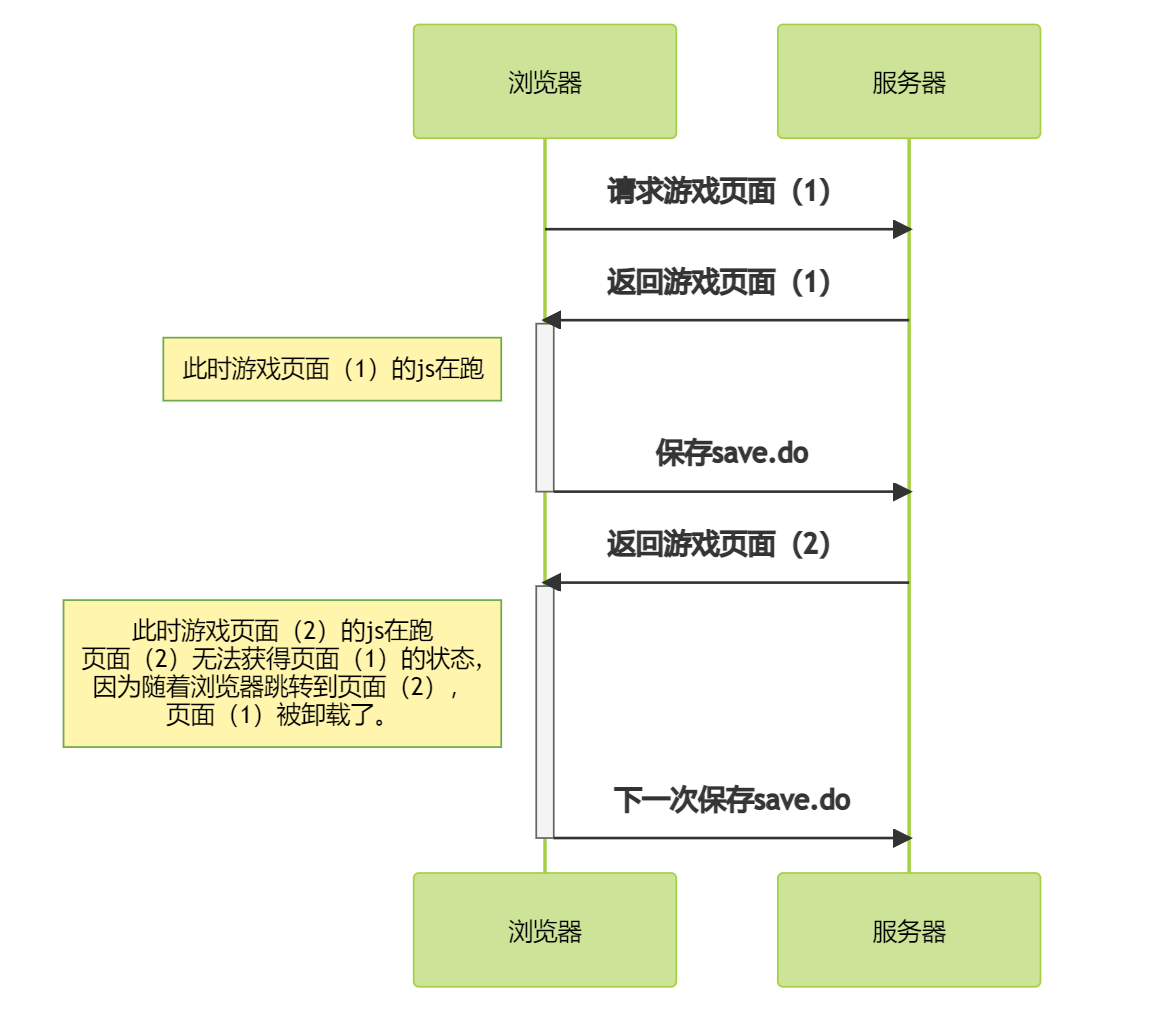 浏览器
服务器
请求游戏页面（1）
返回游戏页面（1）
此时游戏页面（1）的js在跑
保存save.do
返回游戏页面（2）
此时游戏页面（2）的js在跑
页面（2）无法获得页面（1）的状态，
因为随着浏览器跳转到页面（2），
页面（1）被卸载了。
下一次保存save.do
浏览器
服务器